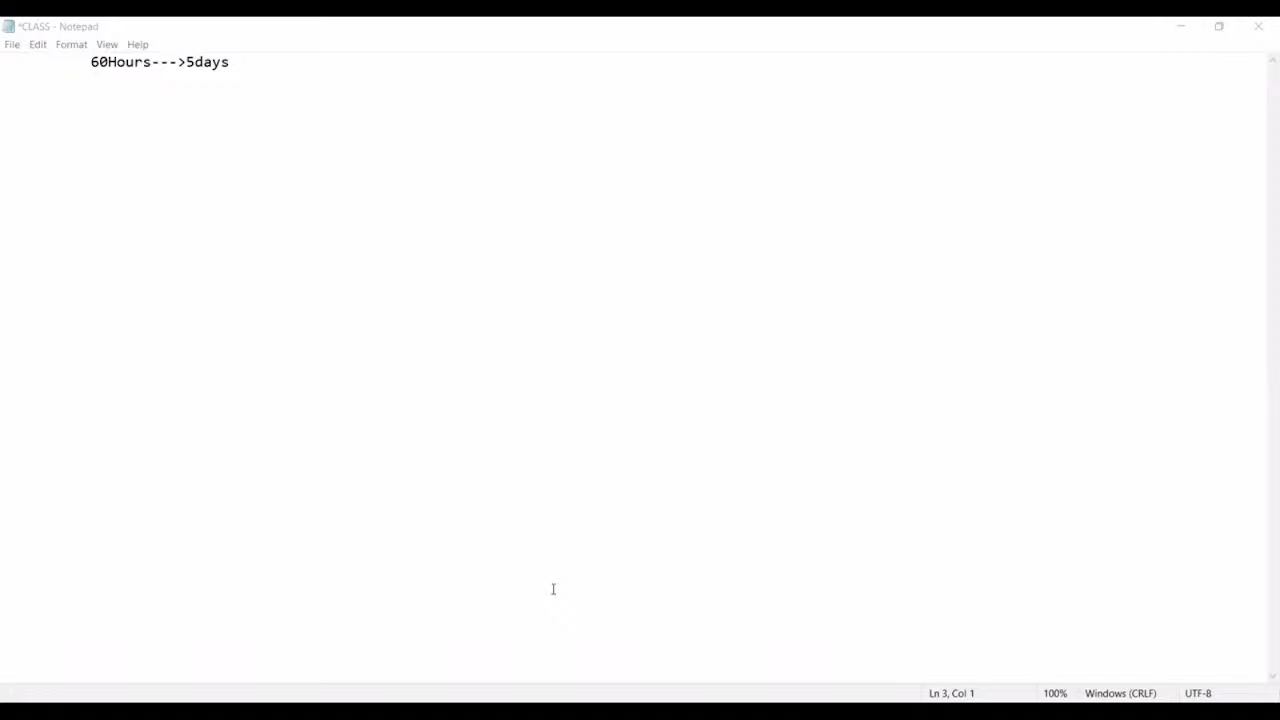 *CLASS - Notepad
File Edit Format View Help
60Hours--->5days
Ln 3, Col 1 100% Windows (CRLF) UTF-8